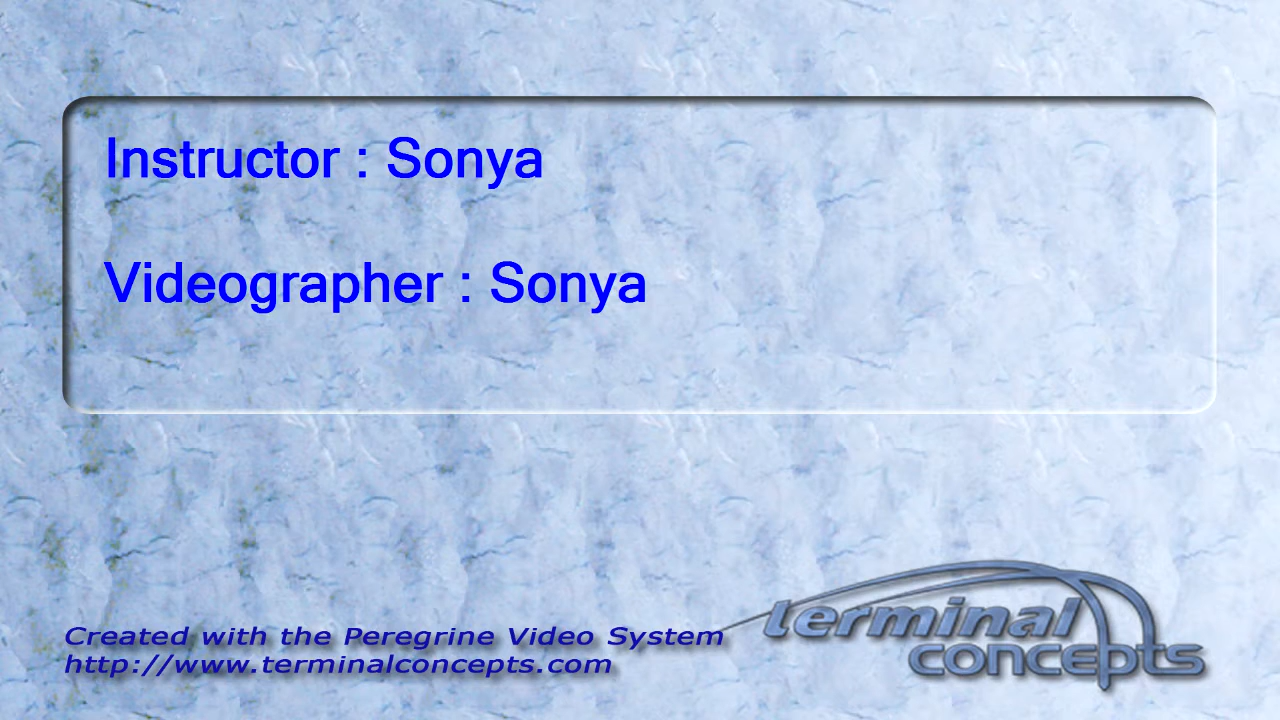 Instructor : Sonya
Videographer : Sonya
Created with the Peregrine Video System
http://www.terminalconcepts.com
terminal
concepts